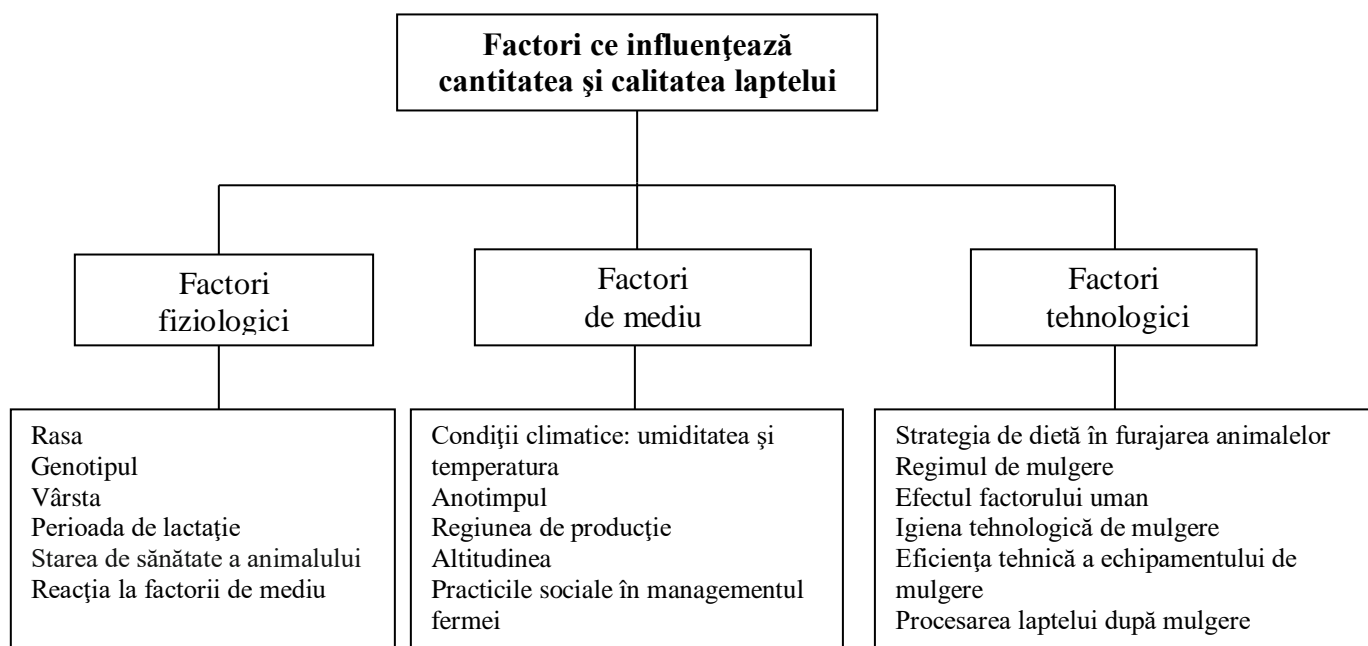 Factori ce influenţează
cantitatea şi calitatea laptelui
Factori
fiziologici
Factori
de mediu
Factori
tehnologici
Rasa
Genotipul
Vârsta
Perioada de lactaţie
Starea de sănătate a animalului
Reacţia la factorii de mediu
Condiţii climatice: umiditatea şi
temperatura
Anotimpul
Regiunea de producţie
Altitudinea
Practicile sociale în managementul
fermei
Strategia de dietă în furajarea animalelor
Regimul de mulgere
Efectul factorului uman
Igiena tehnologică de mulgere
Eficienţa tehnică a echipamentului de
mulgere
Procesarea laptelui după mulgere